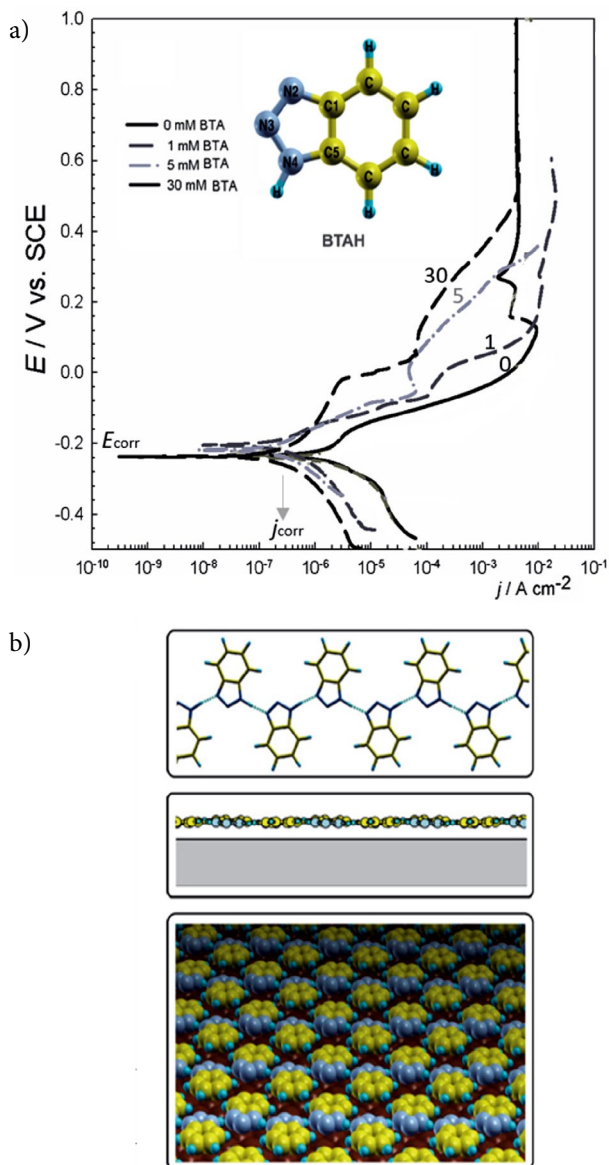 a)
1.0
0.8
0.6
0.4
0.2
0.0
-0.2
-0.4
E / V vs. SCE
0 mM BTA
1 mM BTA
5 mM BTA
30 mM BTA
H
H
N2
C
C1
C
N3
C
N4
C5
C
H
H
H
BTAH
30
5
1
0
Ecorr
jcorr
10-10
10-9
10-8
10-7
10-6
10-5
10-4
10-3
10-2
10-1
j / A cm-2
b)